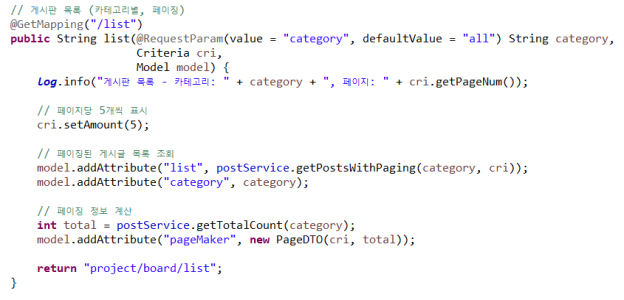 // 게시판 목록 (카테고리별, 페이징)
@GetMapping("/list")
public String list(@RequestParam(value = "category", defaultValue = "all") String category,
                   Criteria cri,
                   Model model) {
    Log.info("게시판 목록 - 카테고리: " + category + ", 페이지: " + cri.getPageNum());

    // 페이지당 5개씩 표시
    cri.setAmount(5);

    // 페이징된 게시글 목록 조회
    model.addAttribute("list", postService.getPostsWithPaging(category, cri));
    model.addAttribute("category", category);

    // 페이징 정보 계산
    int total = postService.getTotalCount(category);
    model.addAttribute("pageMaker", new PageDTO(cri, total));

    return "project/board/list";
}